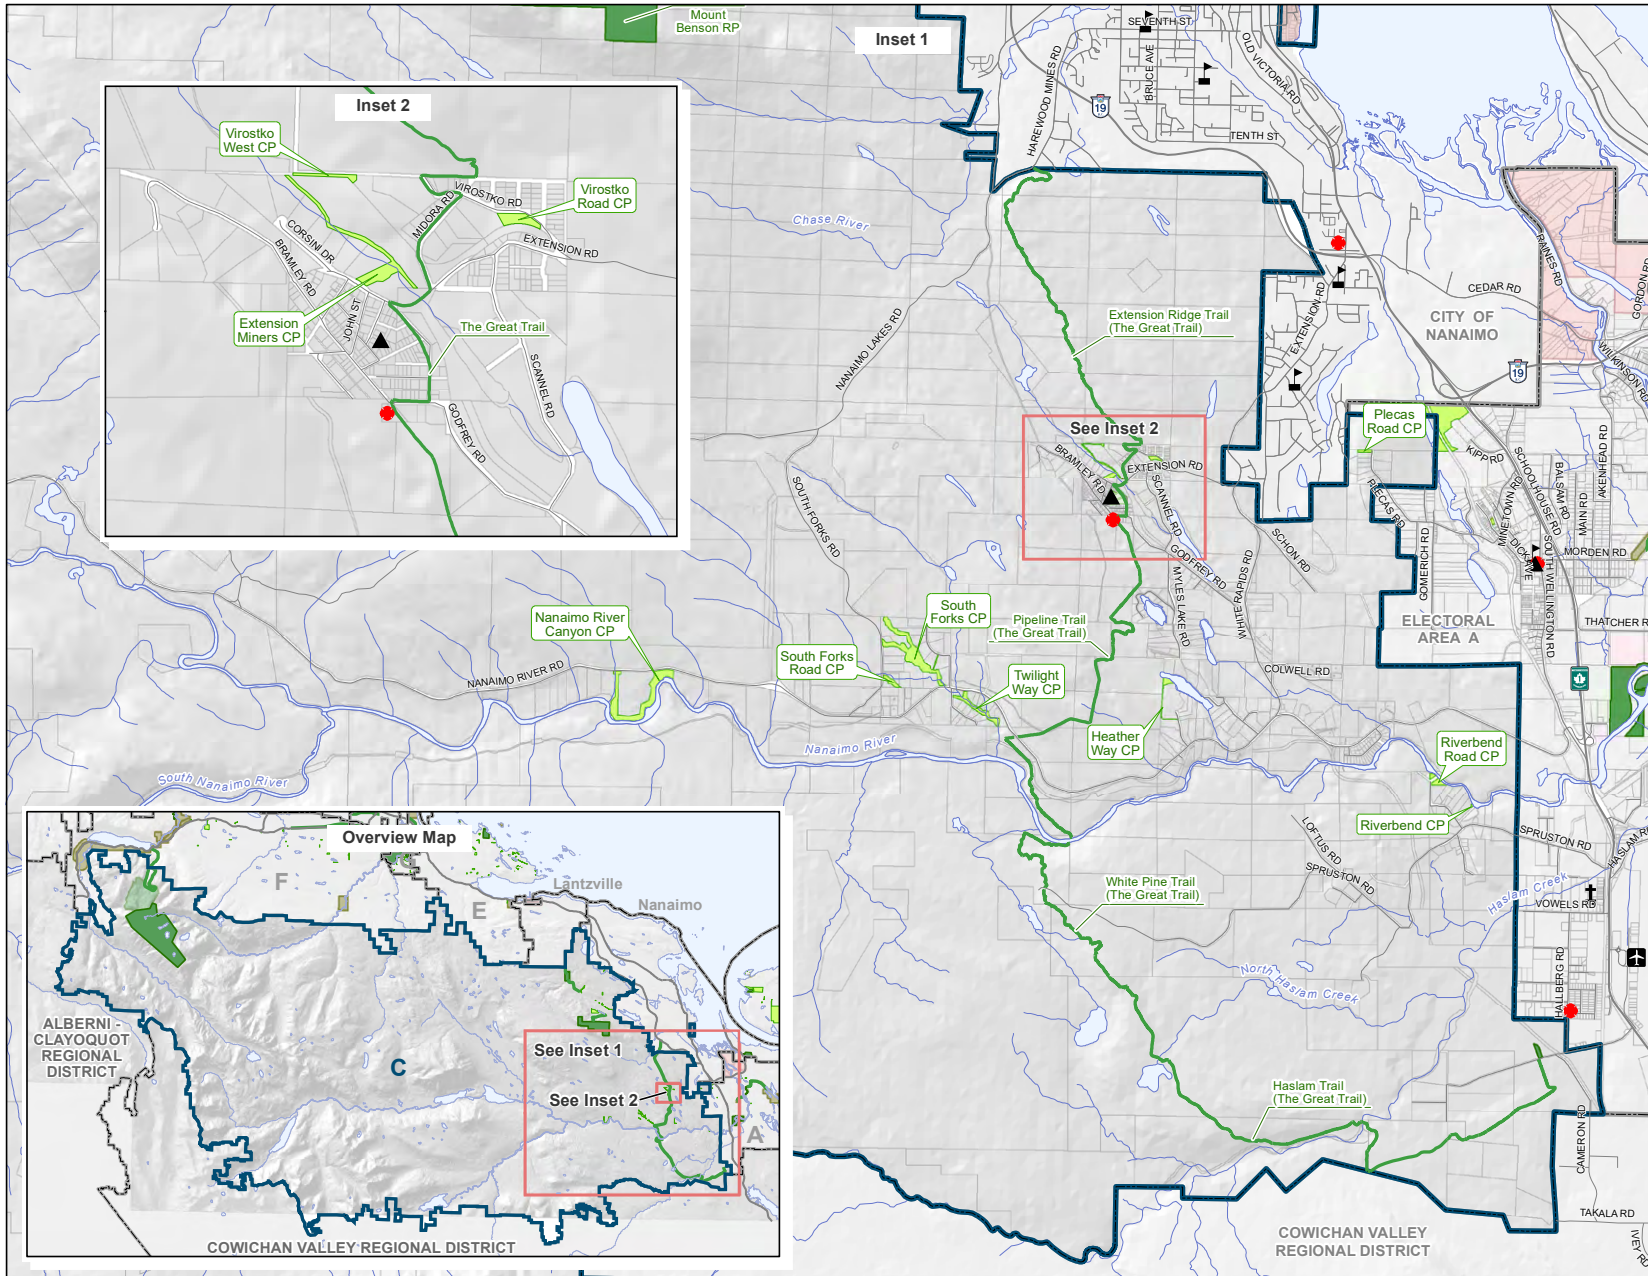 Mount
Benson RP
Inset 1
SEVENTH ST
BRUCE AVE
OLD VICTORIA RD
HAREWOOD MINES RD
19
TENTH ST
Inset 2
Virostko
West CP
VIROSTKO RD
Virostko
Road CP
MIDORA RD
CORSINI DR
BRAMLEY RD
EXTENSION RD
JOHN ST
Extension
Miners CP
The Great Trail
SCANNEL RD
GODFREY RD
Chase River
NANAIMO LAKES RD
Extension Ridge Trail
(The Great Trail)
EXTENSION RD
RAINES RD
GORDON RD
CEDAR RD
CITY OF
NANAIMO
WILKINSON RD
19
Plecas
Road CP
See Inset 2
BRAMLEY RD
EXTENSION RD
SCANNEL RD
KIPP RD
SCHOOLHOUSE RD
BALSAM RD
MAIN RD
AKENHEAD RD
PLECAS RD
MINETOWN RD
DICK AVE
SOUTH WELLINGTON RD
MORDEN RD
SOUTH FORKS RD
GODFREY RD
SCHON RD
GOMERICH RD
MYLES LAKE RD
WHITE RAPIDS RD
ELECTORAL
AREA A
THATCHER R
Nanaimo River
Canyon CP
South
Forks CP
Pipeline Trail
(The Great Trail)
South Forks
Road CP
NANAIMO RIVER RD
COLWELL RD
1
Twilight
Way CP
Heather
Way CP
Nanaimo River
Riverbend
Road CP
South Nanaimo River
Riverbend CP
LOFTUS RD
SPRUSTON RD
SPRUSTON RD
HASLAM R
Haslam Creek
VOWELS RD
White Pine Trail
(The Great Trail)
North Haslam Creek
HALLBERG RD
Haslam Trail
(The Great Trail)
CAMERON RD
TAKALA RD
IVEY RD
COWICHAN VALLEY
REGIONAL DISTRICT
Overview Map
F
G
E
Lantzville
Nanaimo
ALBERNI -
CLAYOQUOT
REGIONAL
DISTRICT
C
See Inset 1
See Inset 2
A
COWICHAN VALLEY REGIONAL DISTRICT